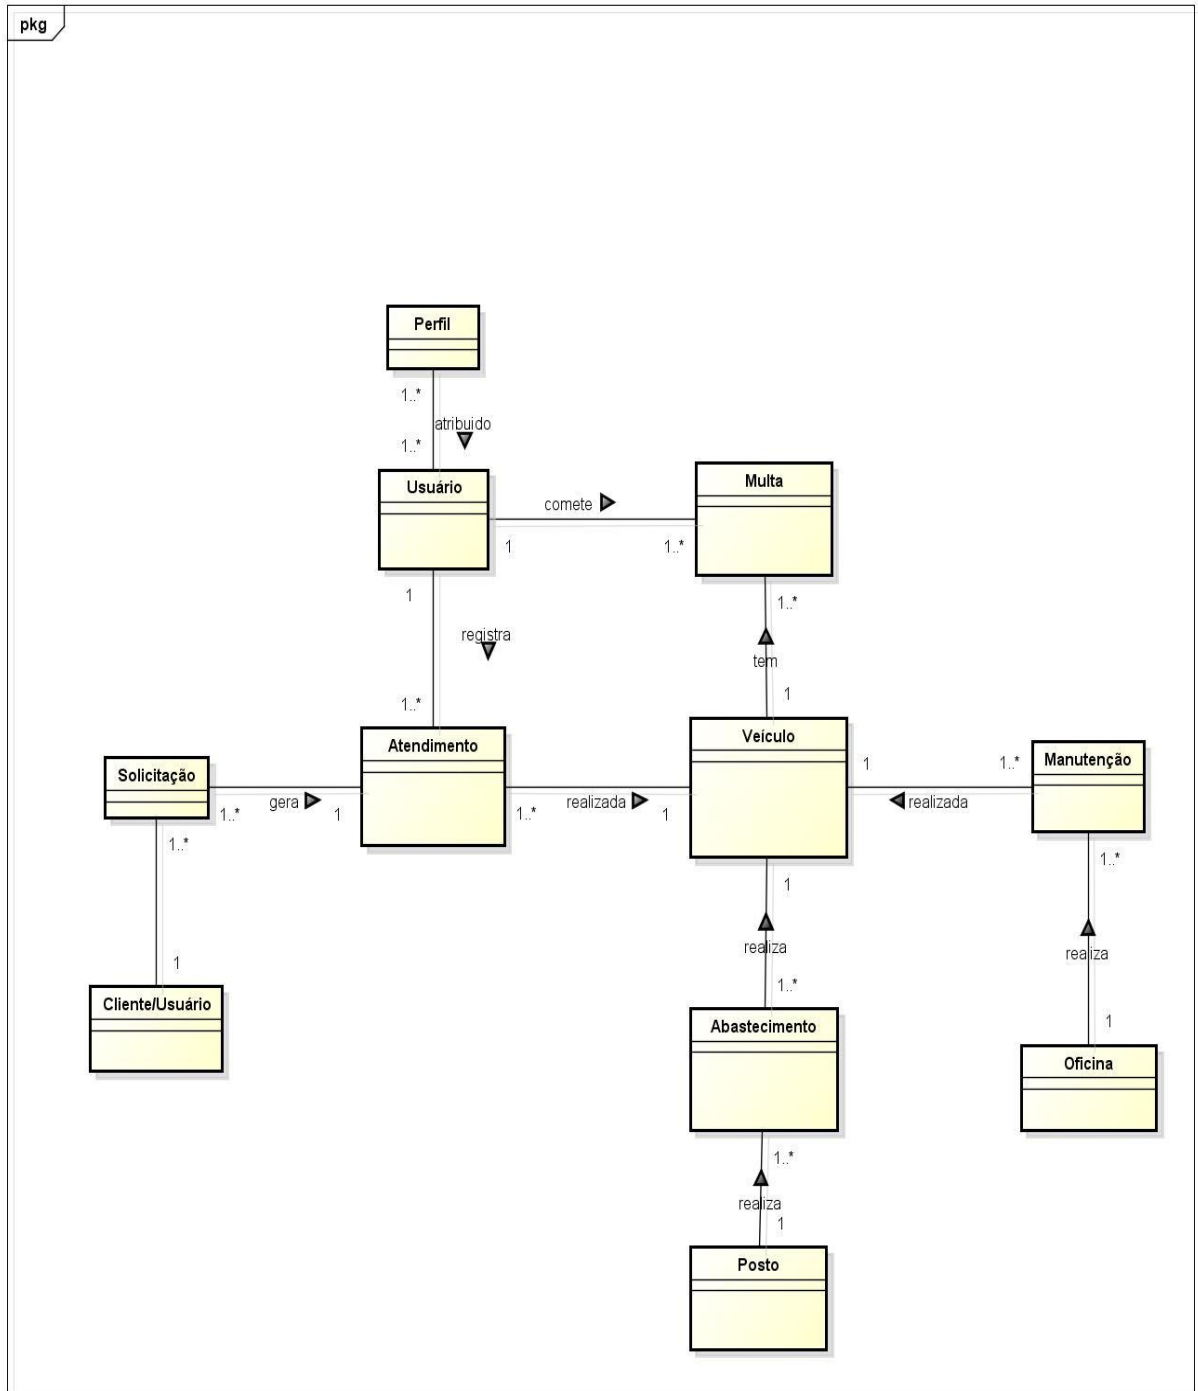 pkg
Perfil
1..*
atribuido
1..*
Usuário
Multa
comete
1
1..*
1
1..*
registra
tem
1..*
1
Atendimento
Veículo
Solicitação
Manutenção
1
1..*
gera
1..*
1
realizada
1..*
1
realizada
1..*
1
1..*
realiza
realiza
1
1..*
Cliente/Usuário
Abastecimento
1
Oficina
1..*
realiza
1
Posto